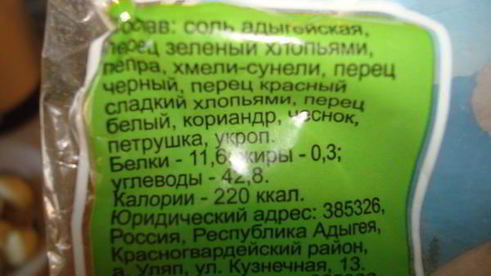 Состав: соль адыгейская,
перец зеленый хлопьями,
пепра, хмели-сунели, перец
черный, перец красный
сладкий хлопьями, перец
белый, кориандр, чеснок,
петрушка, укроп.
Белки - 11,6; жиры - 0,3;
углеводы - 42,8.
Калории - 220 ккал.
Юридический адрес: 385326,
Россия, Республика Адыгея,
Красногвардейский район,
а. Уляп, ул. Кузнечная, 13.